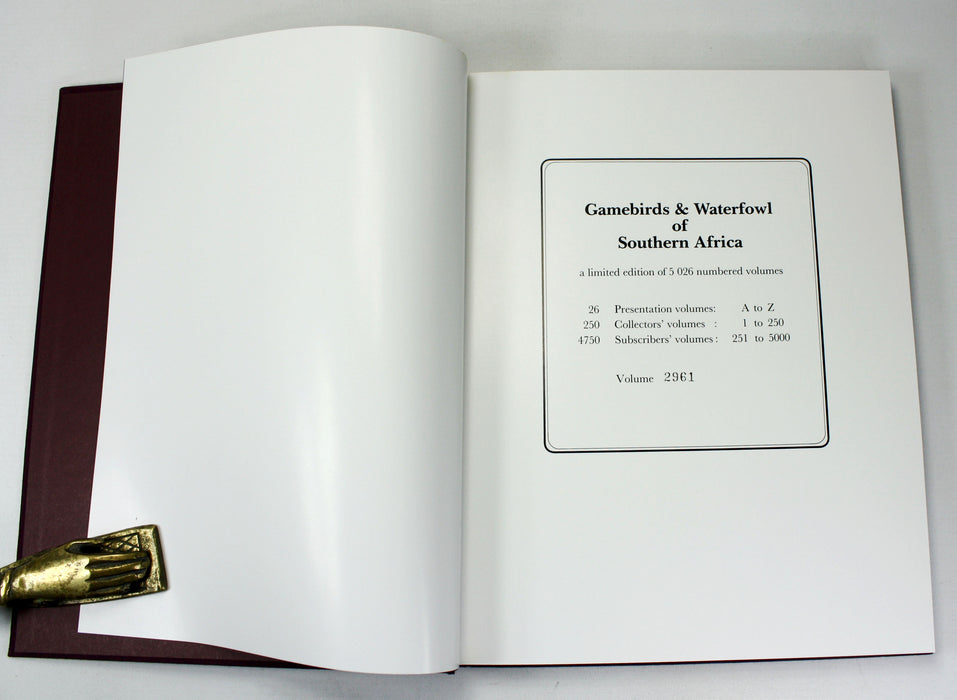 Gamebirds & Waterfowl
of
Southern Africa
a limited edition of 5 026 numbered volumes
26 Presentation volumes: A to Z
250 Collectors' volumes : 1 to 250
4750 Subscribers' volumes: 251 to 5000
Volume 2961